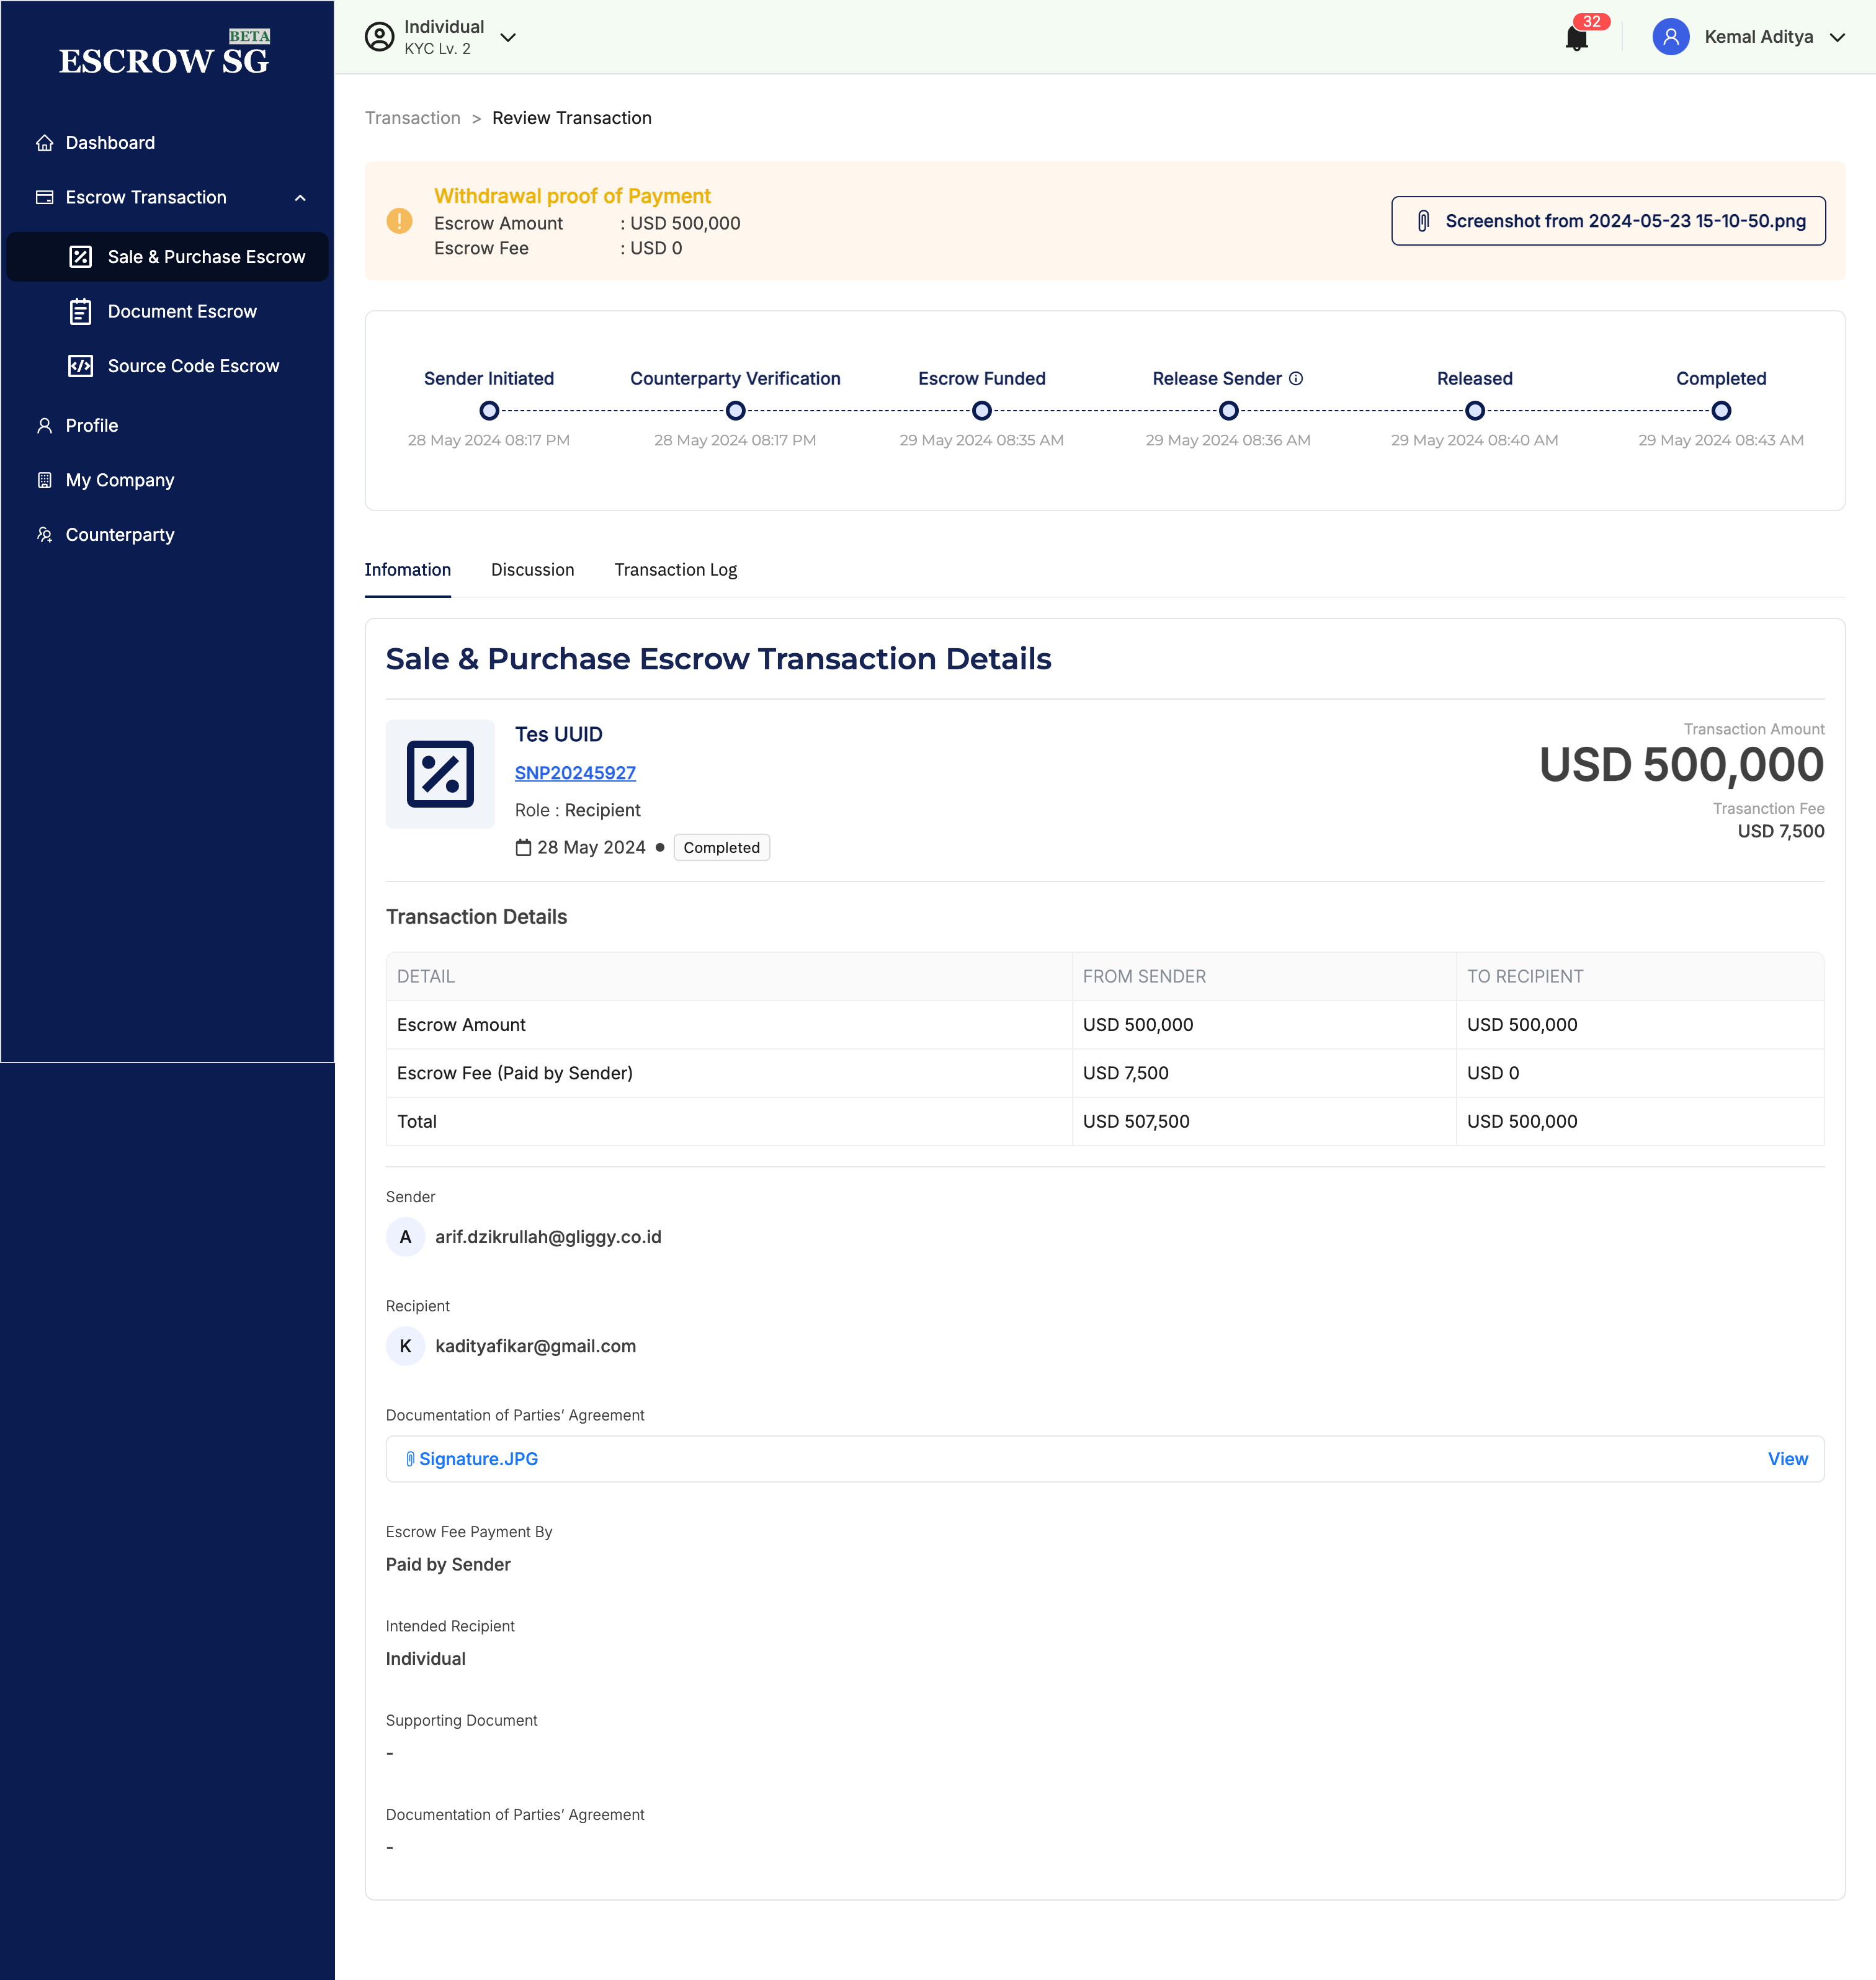 BETA
ESCROW SG
Dashboard
Escrow Transaction
Sale & Purchase Escrow
Document Escrow
Source Code Escrow
Profile
My Company
Counterparty
Individual
KYC Lv. 2
32
Kemal Aditya
Transaction > Review Transaction
Withdrawal proof of Payment
Escrow Amount : USD 500,000
Escrow Fee : USD 0
Screenshot from 2024-05-23 15-10-50.png
Sender Initiated
28 May 2024 08:17 PM
Counterparty Verification
28 May 2024 08:17 PM
Escrow Funded
29 May 2024 08:35 AM
Release Sender
29 May 2024 08:36 AM
Released
29 May 2024 08:40 AM
Completed
29 May 2024 08:43 AM
Infomation Discussion Transaction Log
Sale & Purchase Escrow Transaction Details
Tes UUID
SNP20245927
Role : Recipient
28 May 2024 • Completed
Transaction Amount
USD 500,000
Trasanction Fee
USD 7,500
Transaction Details
DETAIL FROM SENDER TO RECIPIENT
Escrow Amount USD 500,000 USD 500,000
Escrow Fee (Paid by Sender) USD 7,500 USD 0
Total USD 507,500 USD 500,000
Sender
A arif.dzikrullah@gliggy.co.id
Recipient
K kadityafikar@gmail.com
Documentation of Parties’ Agreement
Signature.JPG View
Escrow Fee Payment By
Paid by Sender
Intended Recipient
Individual
Supporting Document
-
Documentation of Parties’ Agreement
-